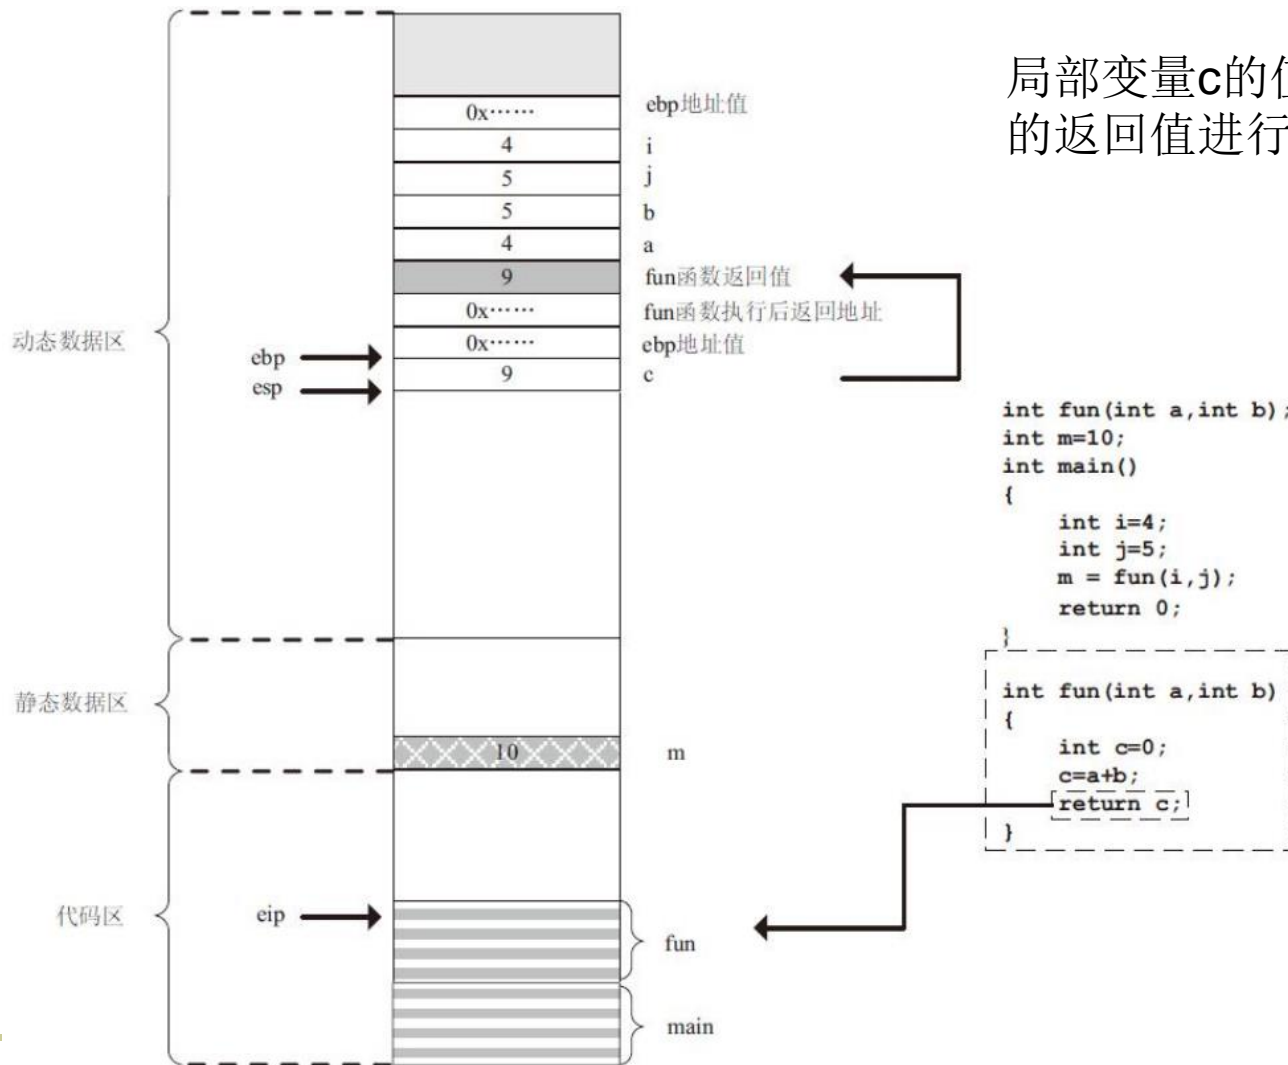 局部变量c的
的返回值进行
0x……
ebp地址值
4
i
5
j
5
b
4
a
9
fun函数返回值
0x……
fun函数执行后返回地址
0x……
ebp地址值
9
c
ebp
esp
动态数据区
静态数据区
10
m
代码区
eip
fun
main
int fun(int a,int b);
int m=10;
int main()
{
int i=4;
int j=5;
m = fun(i,j);
return 0;
}
int fun(int a,int b)
{
int c=0;
c=a+b;
return c;
}